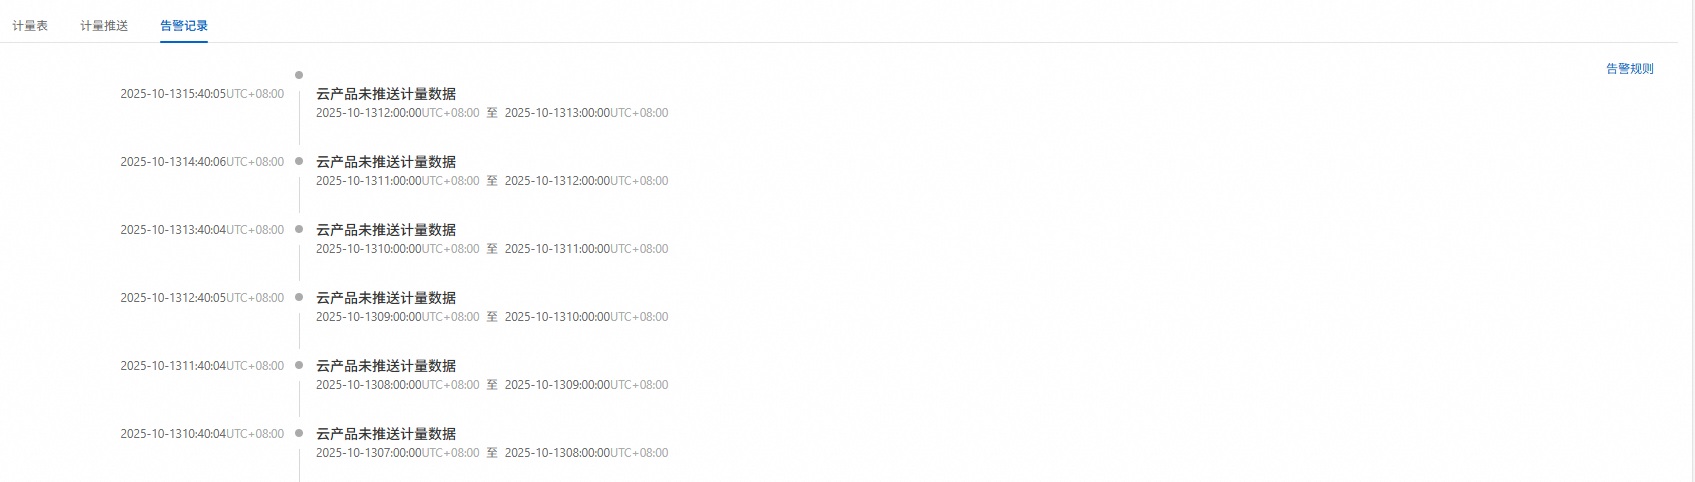 计量表 计量推送 告警记录
告警规则
2025-10-1315:40:05UTC+08:00 云产品未推送计量数据
2025-10-1312:00:00UTC+08:00 至 2025-10-1313:00:00UTC+08:00
2025-10-1314:40:06UTC+08:00 云产品未推送计量数据
2025-10-1311:00:00UTC+08:00 至 2025-10-1312:00:00UTC+08:00
2025-10-1313:40:04UTC+08:00 云产品未推送计量数据
2025-10-1310:00:00UTC+08:00 至 2025-10-1311:00:00UTC+08:00
2025-10-1312:40:05UTC+08:00 云产品未推送计量数据
2025-10-1309:00:00UTC+08:00 至 2025-10-1310:00:00UTC+08:00
2025-10-1311:40:04UTC+08:00 云产品未推送计量数据
2025-10-1308:00:00UTC+08:00 至 2025-10-1309:00:00UTC+08:00
2025-10-1310:40:04UTC+08:00 云产品未推送计量数据
2025-10-1307:00:00UTC+08:00 至 2025-10-1308:00:00UTC+08:00